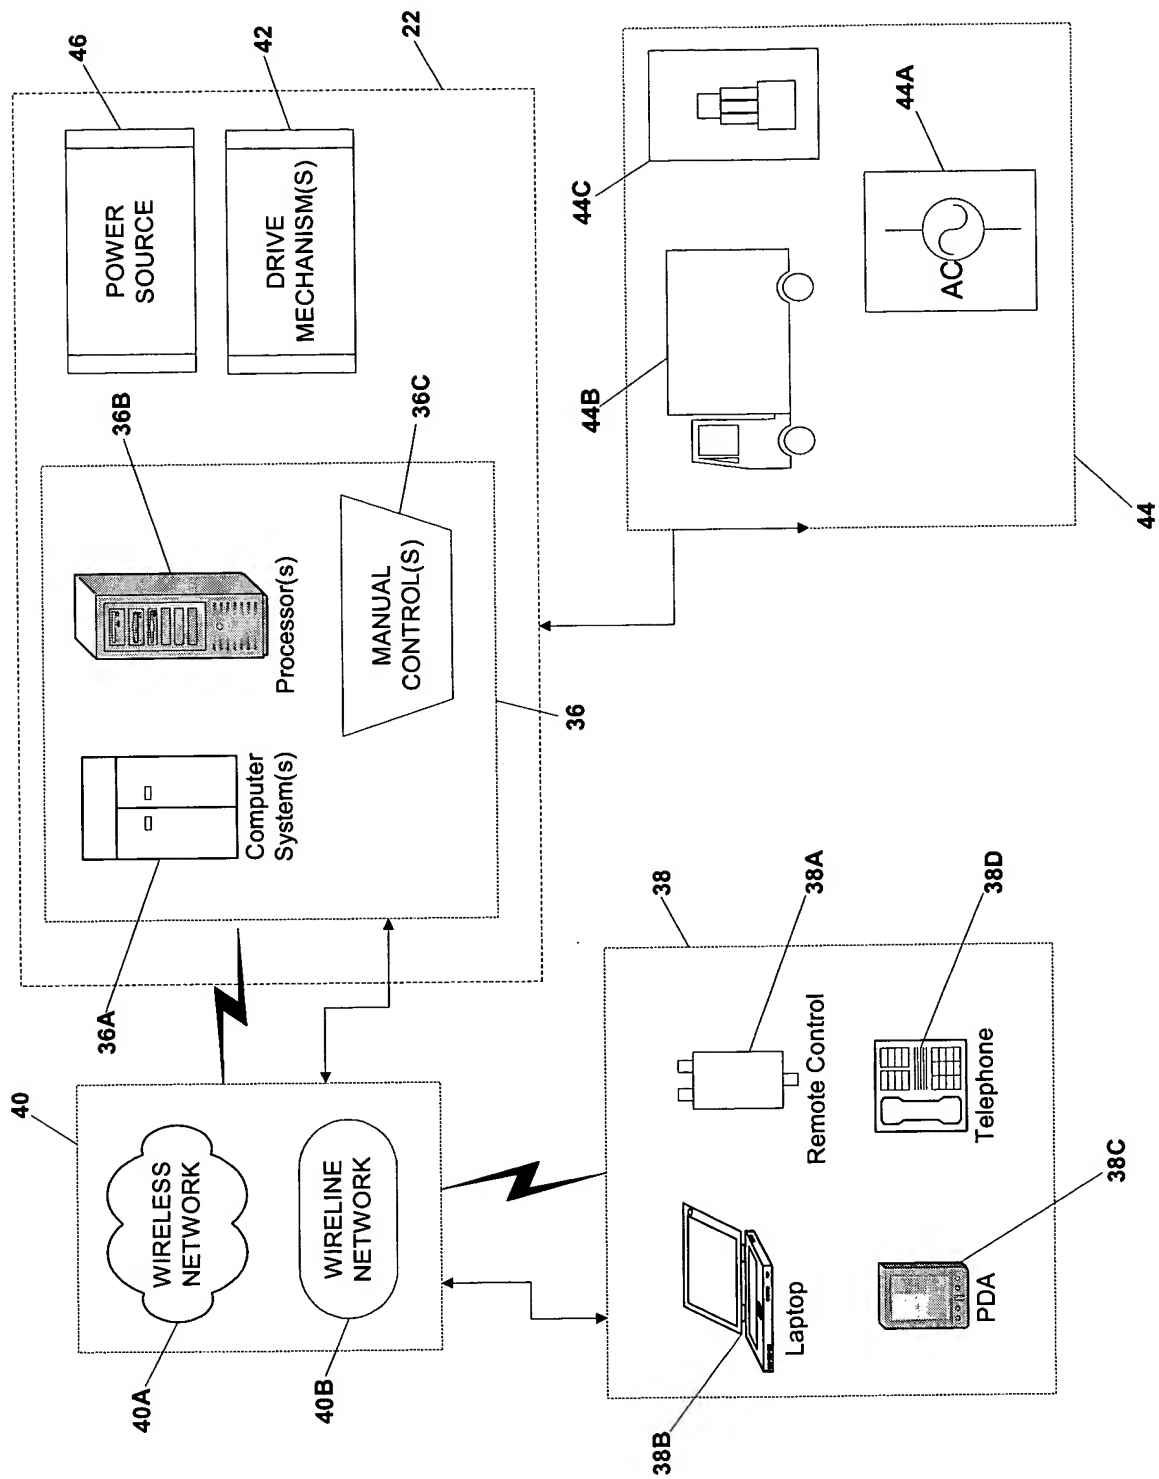 46
42
22
POWER
SOURCE
DRIVE
MECHANISM(S)
36B
36C
Processor(s)
MANUAL
CONTROL(S)
36
Computer
System(s)
36A
40
WIRELESS
NETWORK
WIRELINE
NETWORK
40A
40B
44C
44A
44B
AC
44
38
38A
38D
Remote Control
Telephone
Laptop
PDA
38C
38B